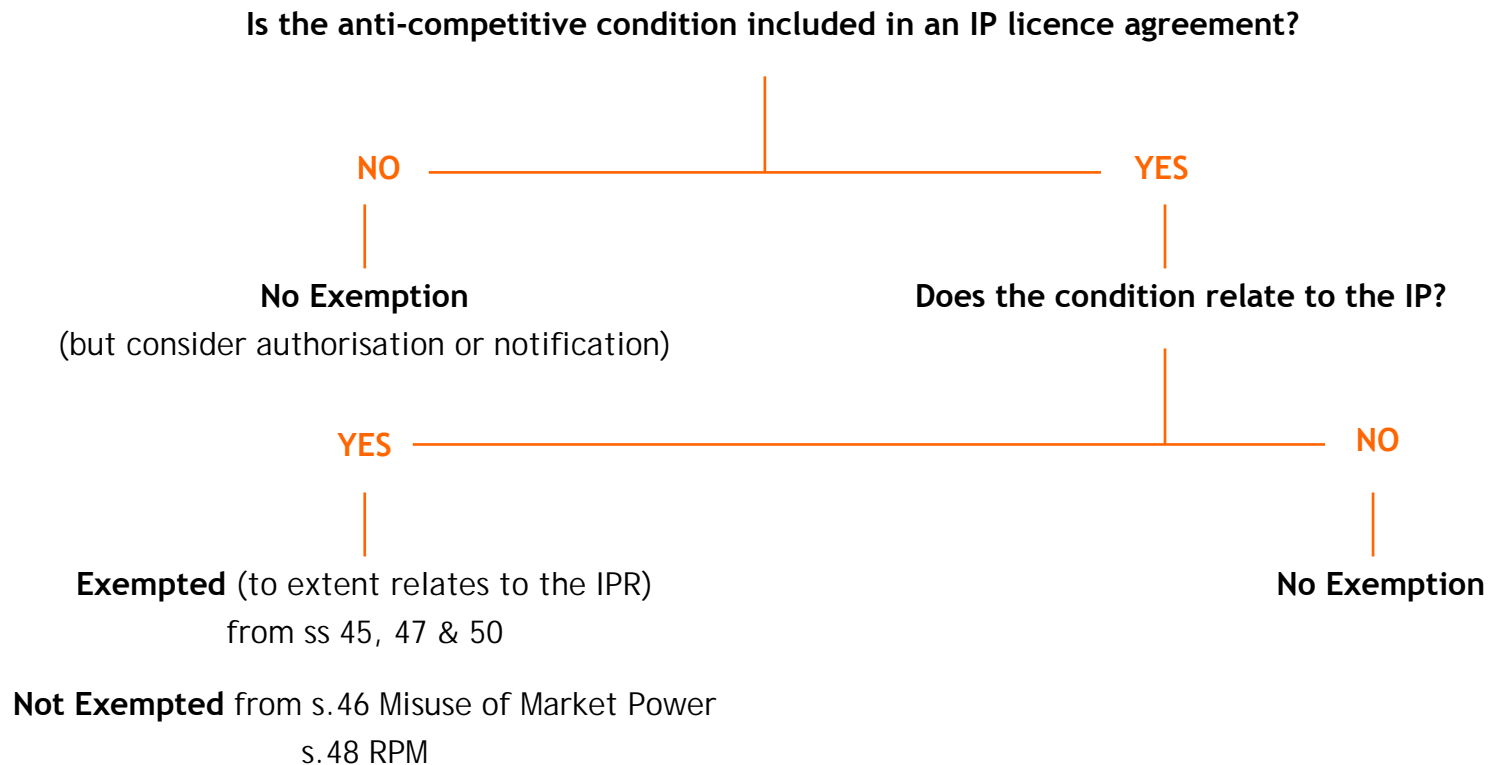 Is the anti-competitive condition included in an IP licence agreement?
NO
YES
No Exemption
(but consider authorisation or notification)
Does the condition relate to the IP?
YES
NO
Exempted (to extent relates to the IPR)
from ss 45, 47 & 50
No Exemption
Not Exempted from s.46 Misuse of Market Power
s.48 RPM